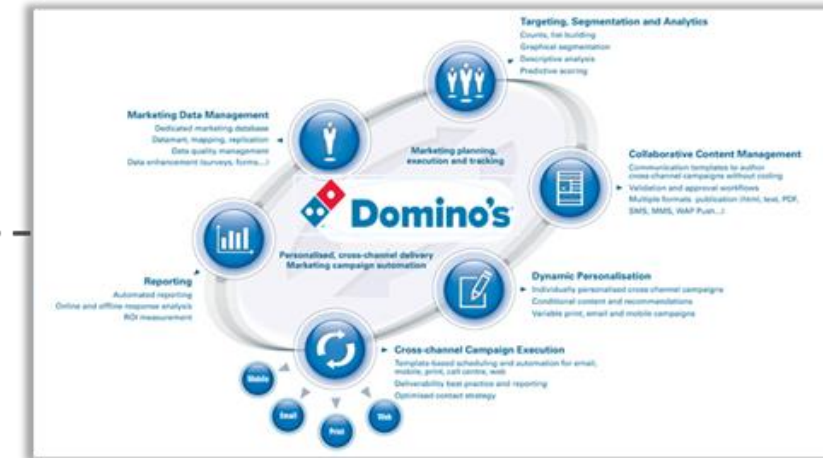 Targeting, Segmentation and Analytics
Counts, list building
Graphical segmentation
Descriptive analysis
Predictive scoring
Marketing Data Management
Dedicated marketing database
Datamart, mapping, replication
Data quality management
Data enhancement (surveys, forms...)
Marketing planning,
execution and tracking
Collaborative Content Management
Communication templates to author
cross-channel campaigns without coding
Validation and approval workflows
Multiple formats publication (html, text, PDF,
SMS, MMS, WAP Push...)
Domino's
Personalised, cross-channel delivery
Marketing campaign automation
Reporting
Automated reporting
Online and offline response analysis
ROI measurement
Dynamic Personalisation
Individually personalised cross channel campaigns
Conditional content and recommendations
Variable print, email and mobile campaigns
Cross-channel Campaign Execution
Template-based scheduling and automation for email,
mobile, print, call centre, web
Deliverability best practice and reporting
Optimised contact strategy
Mobile
Email
Print
Web